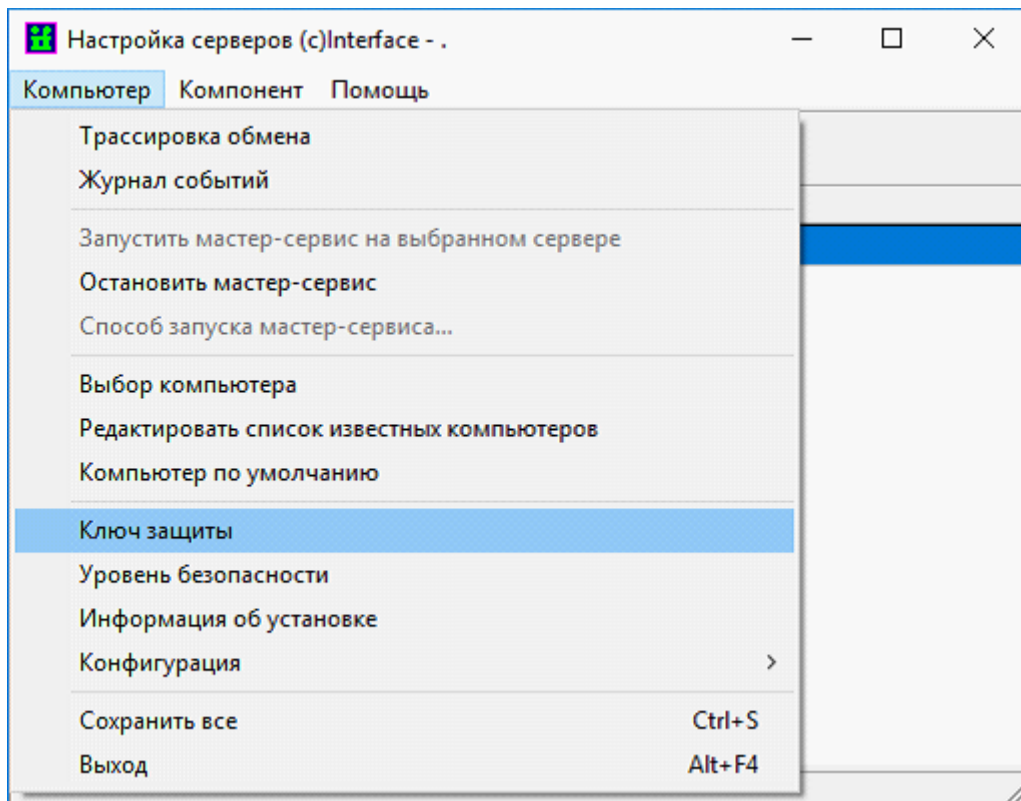 Настройка серверов (c)Interface - .
Компьютер Компонент Помощь
Трассировка обмена
Журнал событий
Запустить мастер-сервис на выбранном сервере
Остановить мастер-сервис
Способ запуска мастер-сервиса...
Выбор компьютера
Редактировать список известных компьютеров
Компьютер по умолчанию
Ключ защиты
Уровень безопасности
Информация об установке
Конфигурация
Сохранить все Ctrl+S
Выход Alt+F4